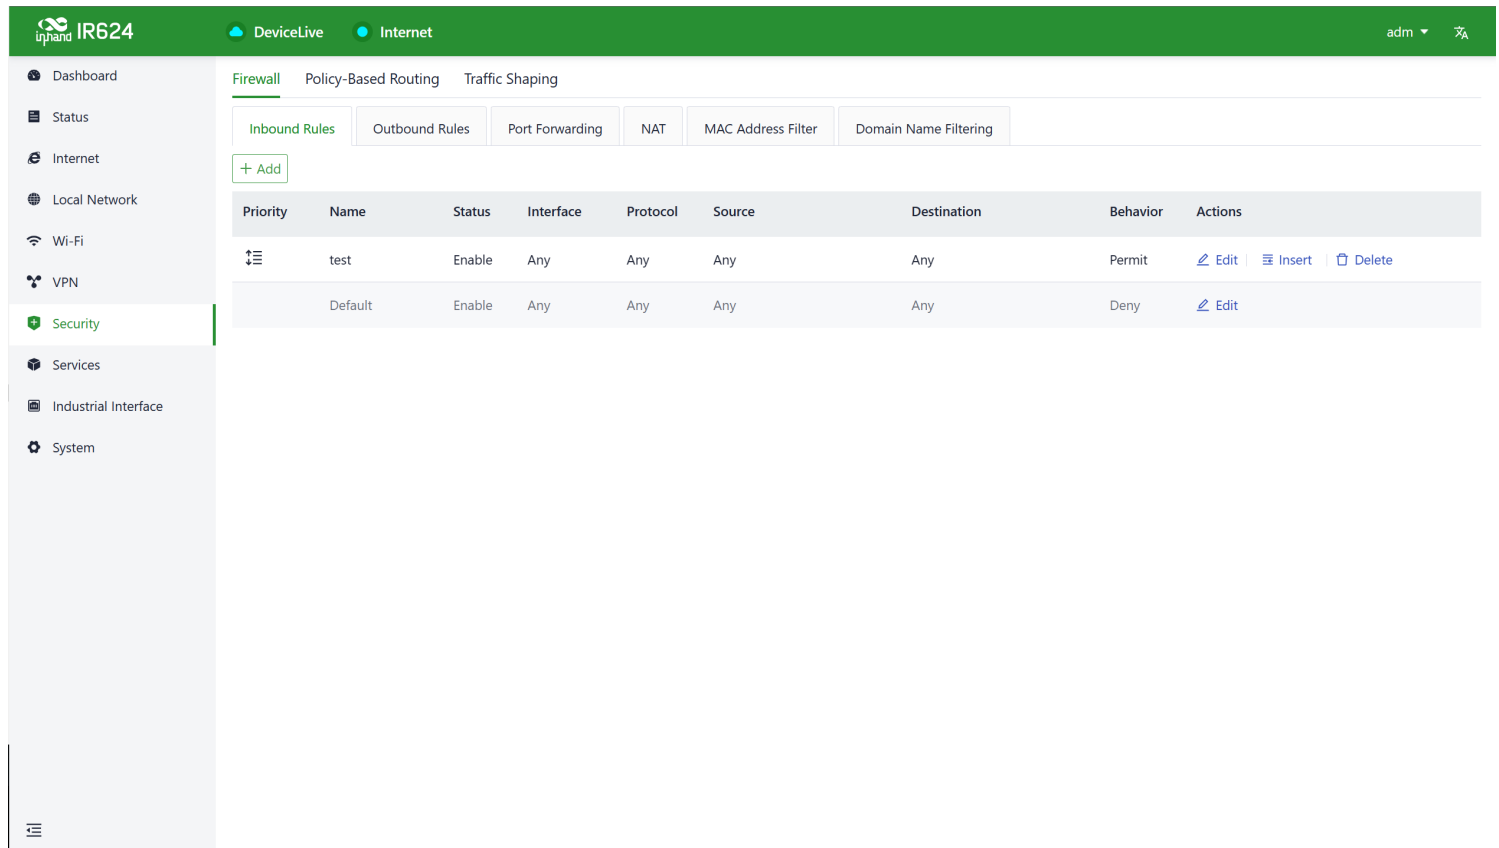 inhand IR624 DeviceLive Internet adm
Dashboard
Status
Internet
Local Network
Wi-Fi
VPN
Security
Services
Industrial Interface
System
Firewall Policy-Based Routing Traffic Shaping
Inbound Rules Outbound Rules Port Forwarding NAT MAC Address Filter Domain Name Filtering
+ Add
Priority Name Status Interface Protocol Source Destination Behavior Actions
test Enable Any Any Any Any Permit Edit Insert Delete
Default Enable Any Any Any Any Deny Edit